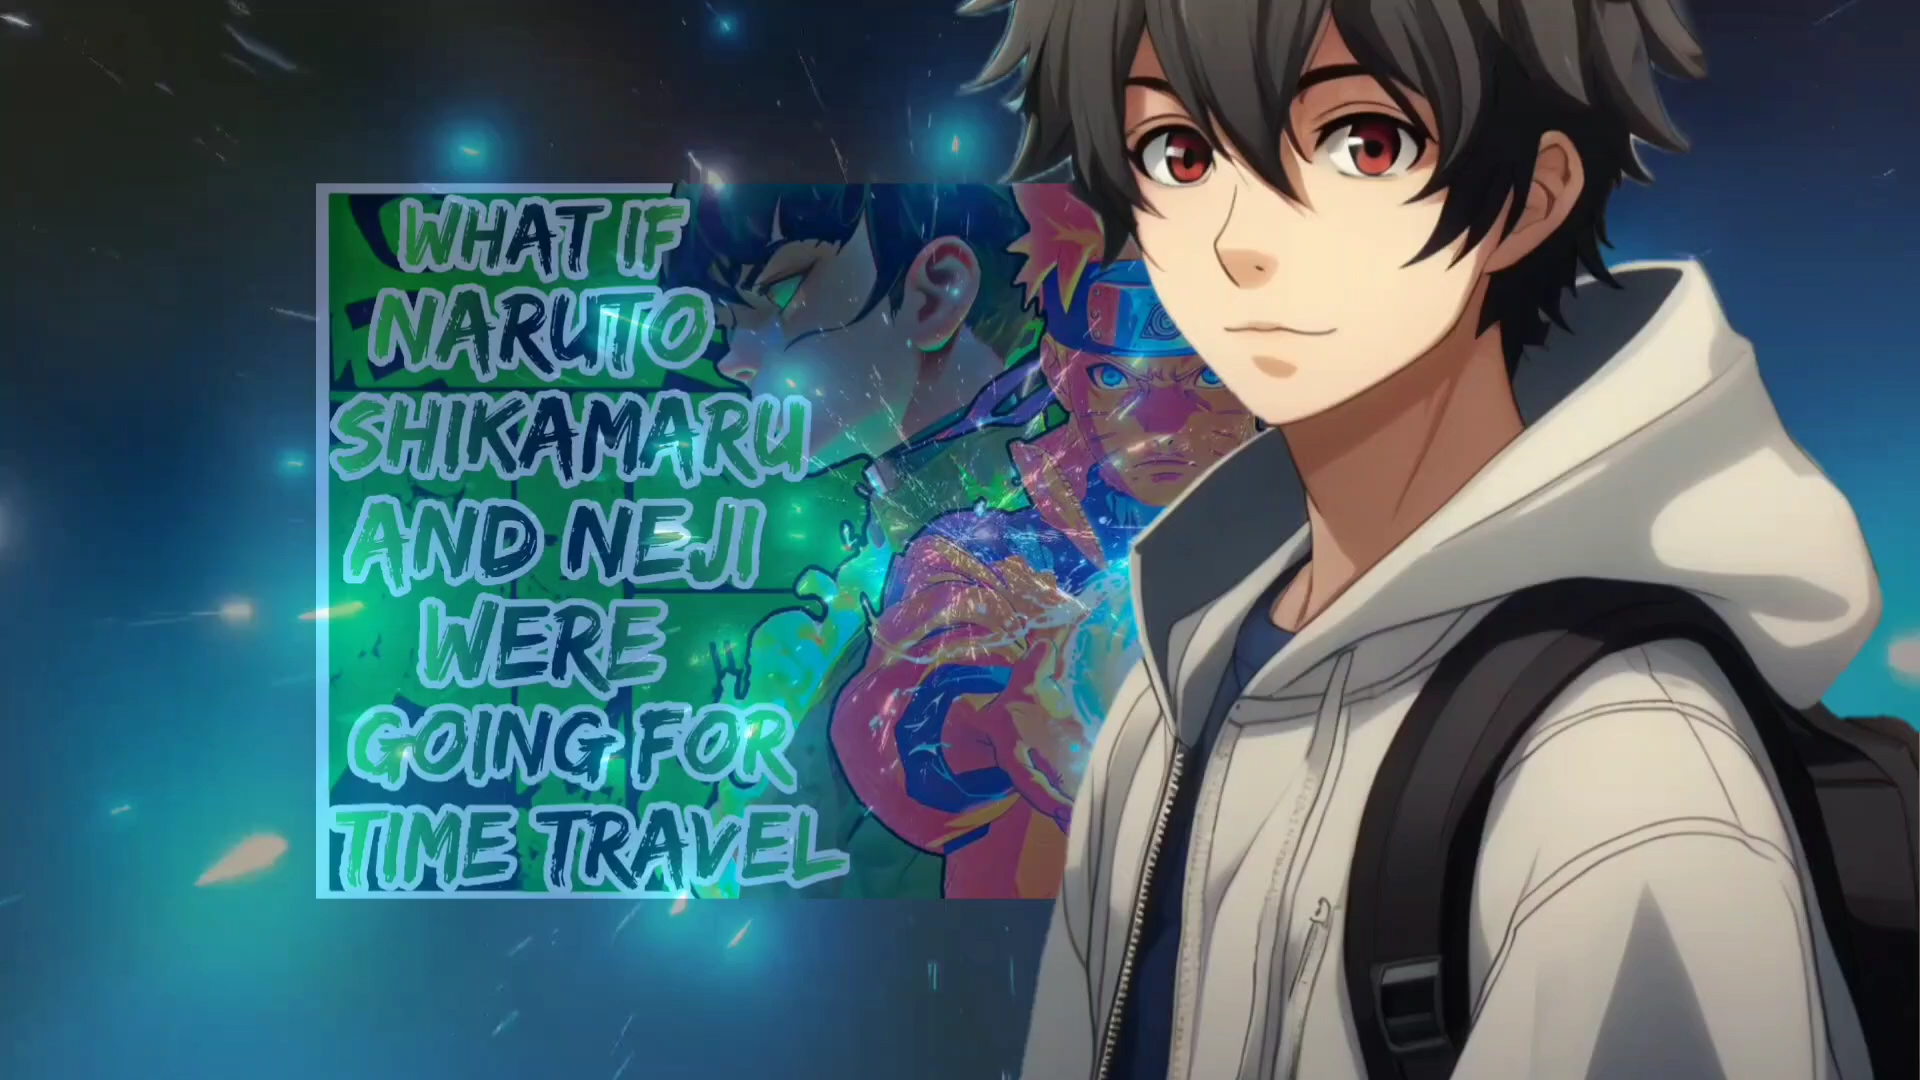 WHAT IF
NARUTO
SHIKAMARU
AND NEJI
WERE
GOING FOR
TIME TRAVEL